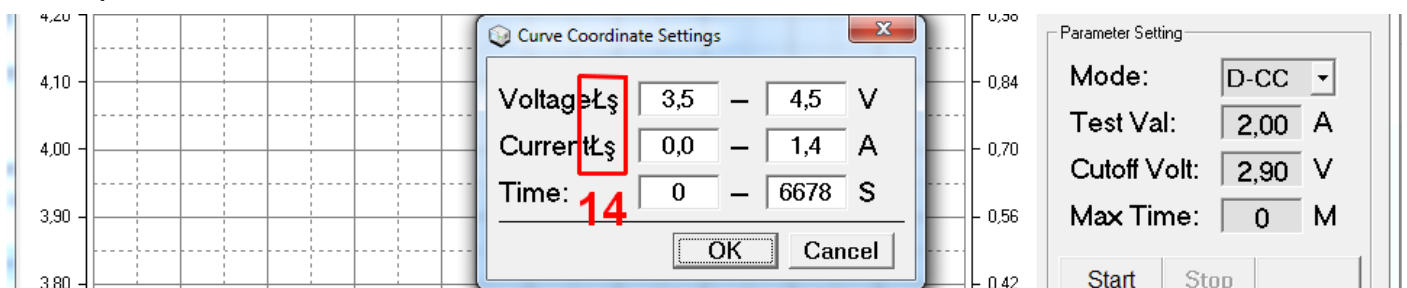 4,20
4,10
4,00
3,90
3,80
Curve Coordinate Settings
VoltageŁş 3,5 – 4,5 V
CurrentŁş 0,0 – 1,4 A
Time: 0 – 6678 S
14
OK Cancel
0,98
0,84
0,70
0,56
0,42
Parameter Setting
Mode: D-CC
Test Val: 2,00 A
Cutoff Volt: 2,90 V
Max Time: 0 M
Start Stop